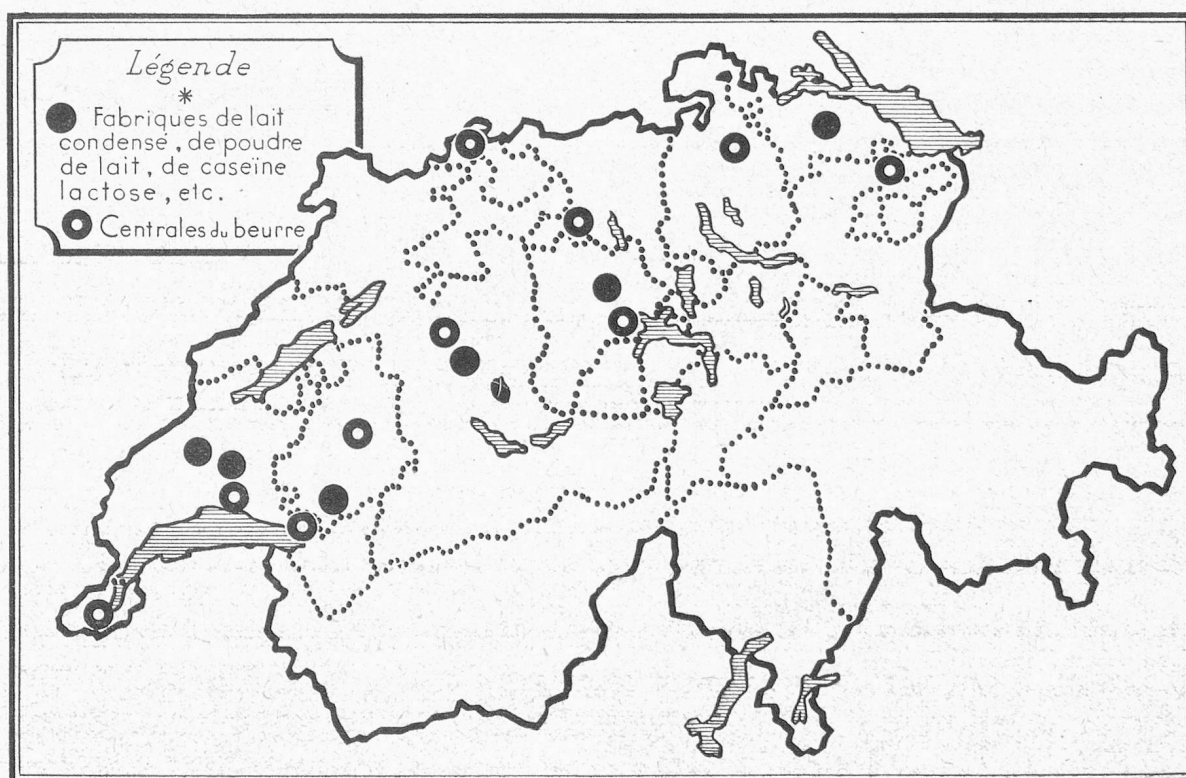 Légende
*
Fabriques de lait
condensé, de poudre
de lait, de caseïne
lactose, etc.
Centrales du beurre